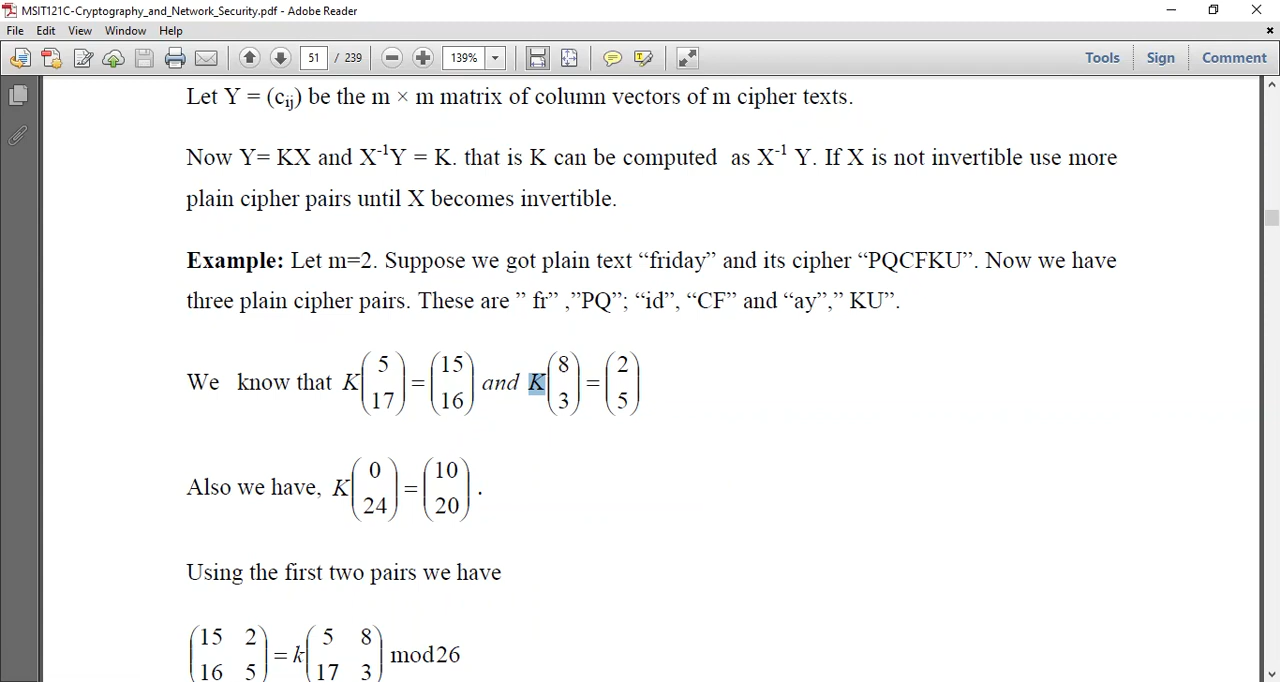 MSIT121C-Cryptography_and_Network_Security.pdf - Adobe Reader
File Edit View Window Help
51 / 239 139% Tools Sign Comment
Let Y = (cij) be the m × m matrix of column vectors of m cipher texts.
Now Y= KX and X-1Y = K. that is K can be computed as X-1 Y. If X is not invertible use more
plain cipher pairs until X becomes invertible.
Example: Let m=2. Suppose we got plain text “friday” and its cipher “PQCFKU”. Now we have
three plain cipher pairs. These are ” fr” ,”PQ”; “id”, “CF” and “ay”,” KU”.
We know that K(5 17) = (15 16) and K(8 3) = (2 5)
Also we have, K(0 24) = (10 20) .
Using the first two pairs we have
(15 2
16 5) = k(5 8
17 3) mod26